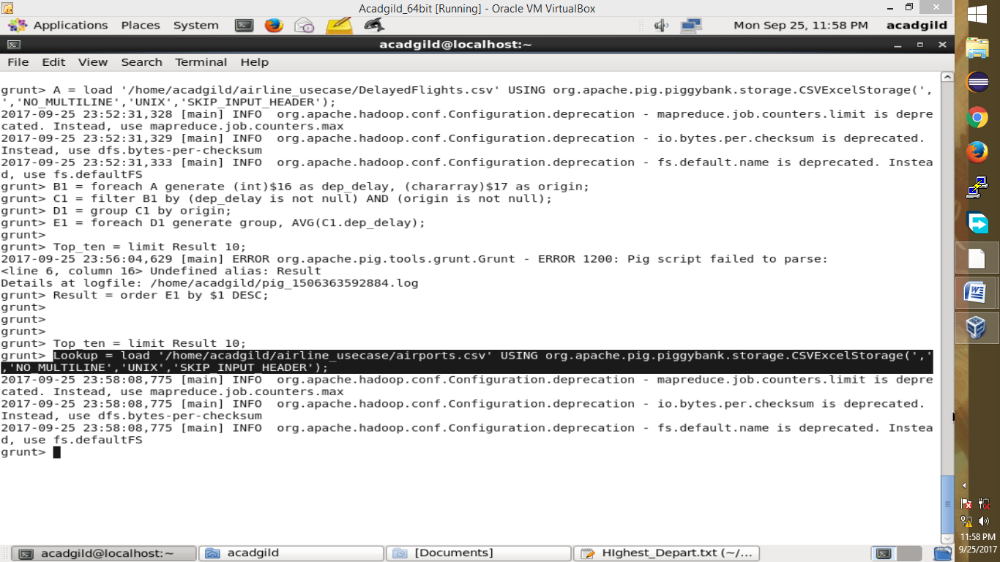 Acadgild_64bit [Running] - Oracle VM VirtualBox
Applications Places System Mon Sep 25, 11:58 PM acadgild
acadgild@localhost:~
File Edit View Search Terminal Help
grunt> A = load '/home/acadgild/airline_usecase/DelayedFlights.csv' USING org.apache.pig.piggybank.storage.CSVExcelStorage(',
','NO_MULTILINE','UNIX','SKIP_INPUT_HEADER');
2017-09-25 23:52:31,328 [main] INFO  org.apache.hadoop.conf.Configuration.deprecation - mapreduce.job.counters.limit is depre
cated. Instead, use mapreduce.job.counters.max
2017-09-25 23:52:31,329 [main] INFO  org.apache.hadoop.conf.Configuration.deprecation - io.bytes.per.checksum is deprecated.
Instead, use dfs.bytes-per-checksum
2017-09-25 23:52:31,333 [main] INFO  org.apache.hadoop.conf.Configuration.deprecation - fs.default.name is deprecated. Instea
d, use fs.defaultFS
grunt> B1 = foreach A generate (int)$16 as dep_delay, (chararray)$17 as origin;
grunt> C1 = filter B1 by (dep_delay is not null) AND (origin is not null);
grunt> D1 = group C1 by origin;
grunt> E1 = foreach D1 generate group, AVG(C1.dep_delay);
grunt>
grunt> Top_ten = limit Result 10;
2017-09-25 23:56:04,629 [main] ERROR org.apache.pig.tools.grunt.Grunt - ERROR 1200: Pig script failed to parse:
<line 6, column 16> Undefined alias: Result
Details at logfile: /home/acadgild/pig_1506363592884.log
grunt> Result = order E1 by $1 DESC;
grunt>
grunt>
grunt>
grunt> Top_ten = limit Result 10;
grunt> Lookup = load '/home/acadgild/airline_usecase/airports.csv' USING org.apache.pig.piggybank.storage.CSVExcelStorage(','
,'NO_MULTILINE','UNIX','SKIP_INPUT_HEADER');
2017-09-25 23:58:08,775 [main] INFO  org.apache.hadoop.conf.Configuration.deprecation - mapreduce.job.counters.limit is depre
cated. Instead, use mapreduce.job.counters.max
2017-09-25 23:58:08,775 [main] INFO  org.apache.hadoop.conf.Configuration.deprecation - io.bytes.per.checksum is deprecated.
Instead, use dfs.bytes-per-checksum
2017-09-25 23:58:08,775 [main] INFO  org.apache.hadoop.conf.Configuration.deprecation - fs.default.name is deprecated. Instea
d, use fs.defaultFS
grunt>
acadgild@localhost:~ acadgild [Documents] HIghest_Depart.txt (~/...
11:58 PM
9/25/2017